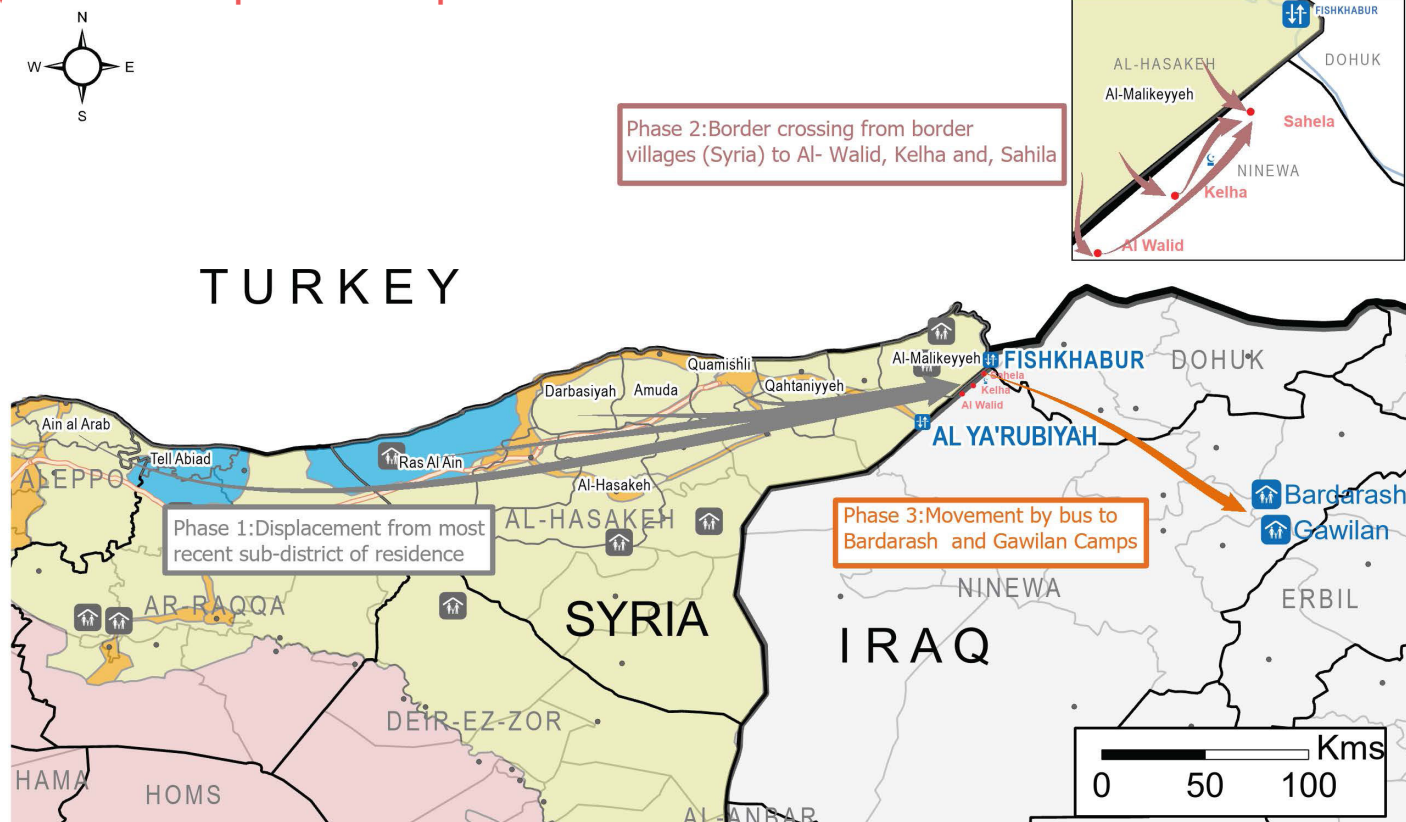 N
W E
S
FISHKHABUR
AL-HASAKEH
DOHUK
Al-Malikeyyeh
Sahela
NINEWA
Kelha
Al Walid
Phase 2:Border crossing from border
villages (Syria) to Al- Walid, Kelha and, Sahila
TURKEY
Al-Malikeyyeh
FISHKHABUR
DOHUK
Quamishli
Sahela
Kelha
Al Walid
Darbasiyah
Amuda
Qahtaniyyeh
Ain al Arab
AL YA'RUBIYAH
Tell Abiad
Ras Al Ain
ALEPPO
Al-Hasakeh
Bardarash
Gawilan
Phase 1:Displacement from most
recent sub-district of residence
AL-HASAKEH
Phase 3:Movement by bus to
Bardarash and Gawilan Camps
NINEWA
ERBIL
AR-RAQQA
SYRIA
IRAQ
DEIR-EZ-ZOR
Kms
0 50 100
HAMA
HOMS
AL-ANBAR